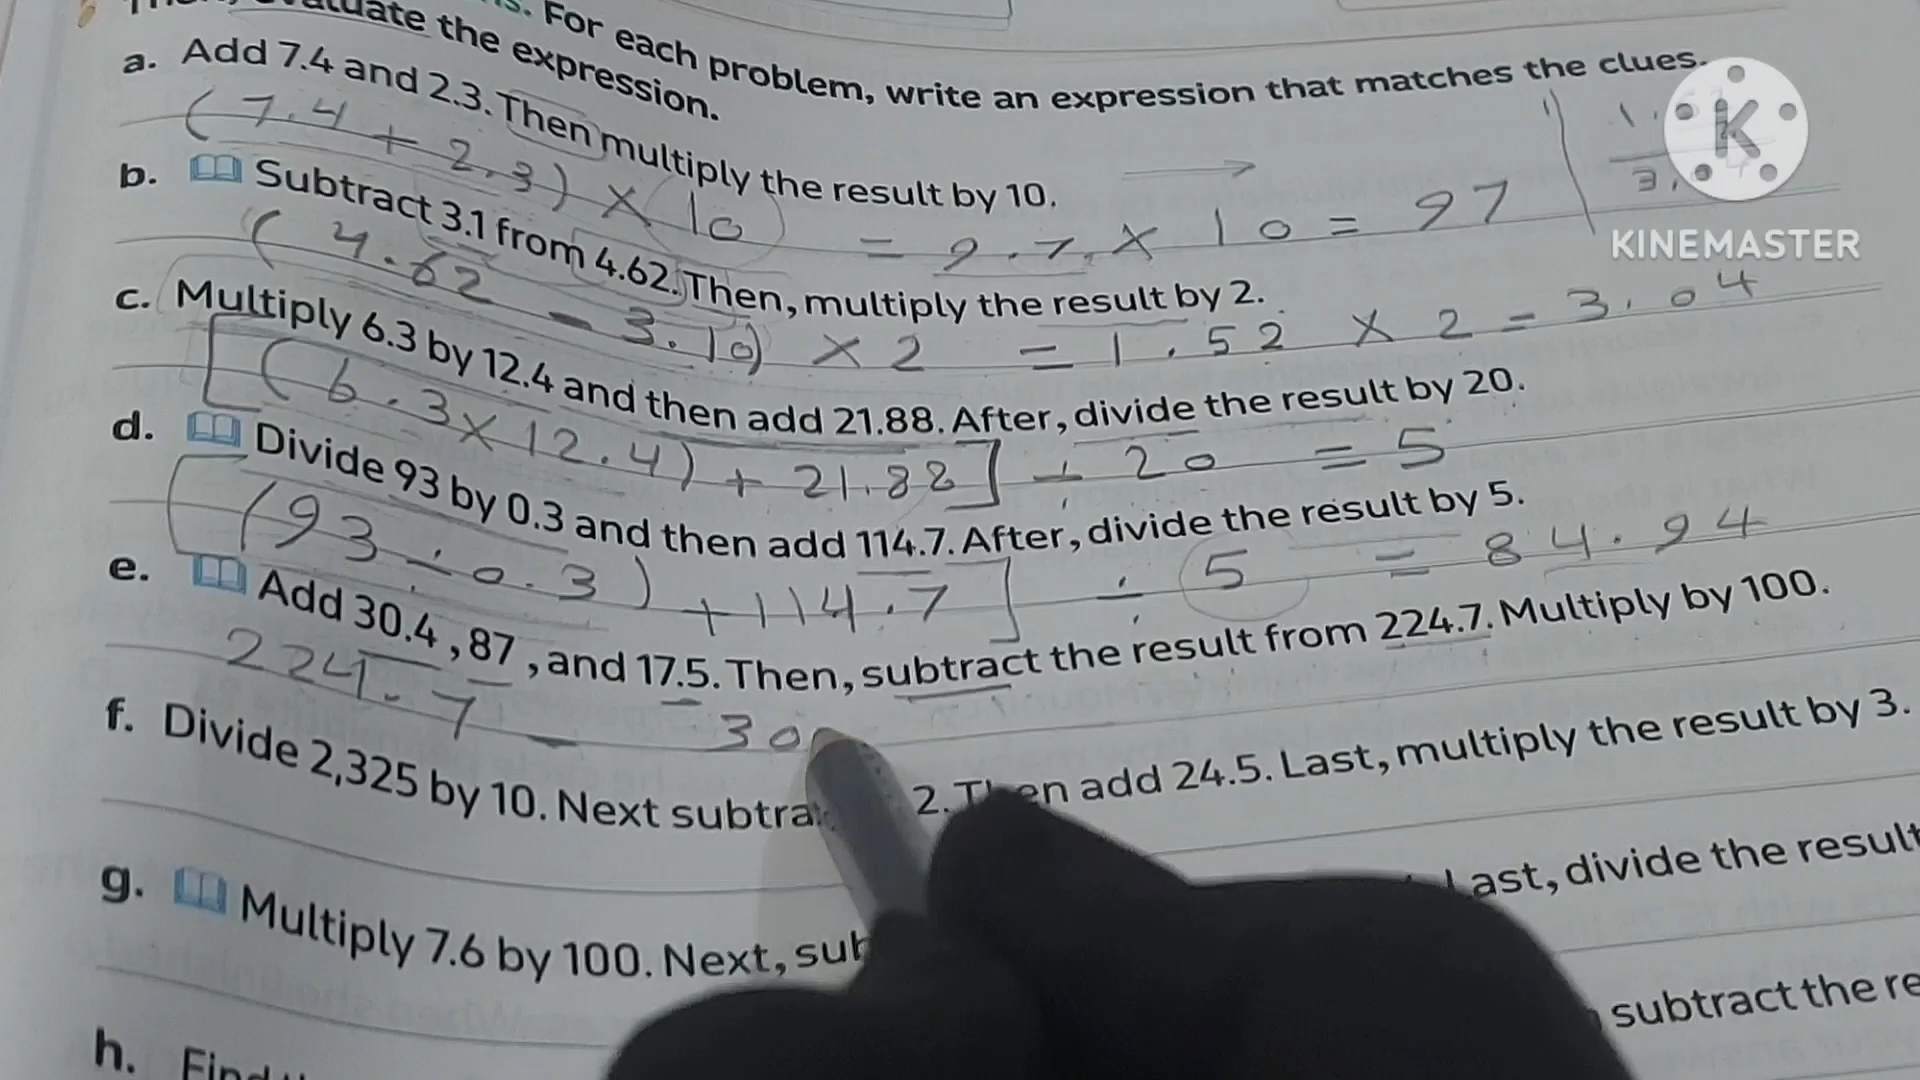 For each problem, write an expression that matches the clues.
the expression.
a. Add 7.4 and 2.3. Then multiply the result by 10.
(7.4 + 2.3) × 10 = 9.7 × 10 = 97
b. Subtract 3.1 from 4.62. Then, multiply the result by 2.
(4.62 - 3.10) × 2 = 1.52 × 2 = 3.04
c. Multiply 6.3 by 12.4 and then add 21.88. After, divide the result by 20.
[(6.3 × 12.4) + 21.88] ÷ 20 = 5
d. Divide 93 by 0.3 and then add 114.7. After, divide the result by 5.
[(93 ÷ 0.3) + 114.7] ÷ 5 = 84.94
e. Add 30.4, 87, and 17.5. Then, subtract the result from 224.7. Multiply by 100.
224.7 - 30
f. Divide 2,325 by 10. Next 2. Then add 24.5. Last, multiply the result by 3.
g. Multiply 7.6 by 100. Next, Last, divide the
h. subtract the
K
KINEMASTER